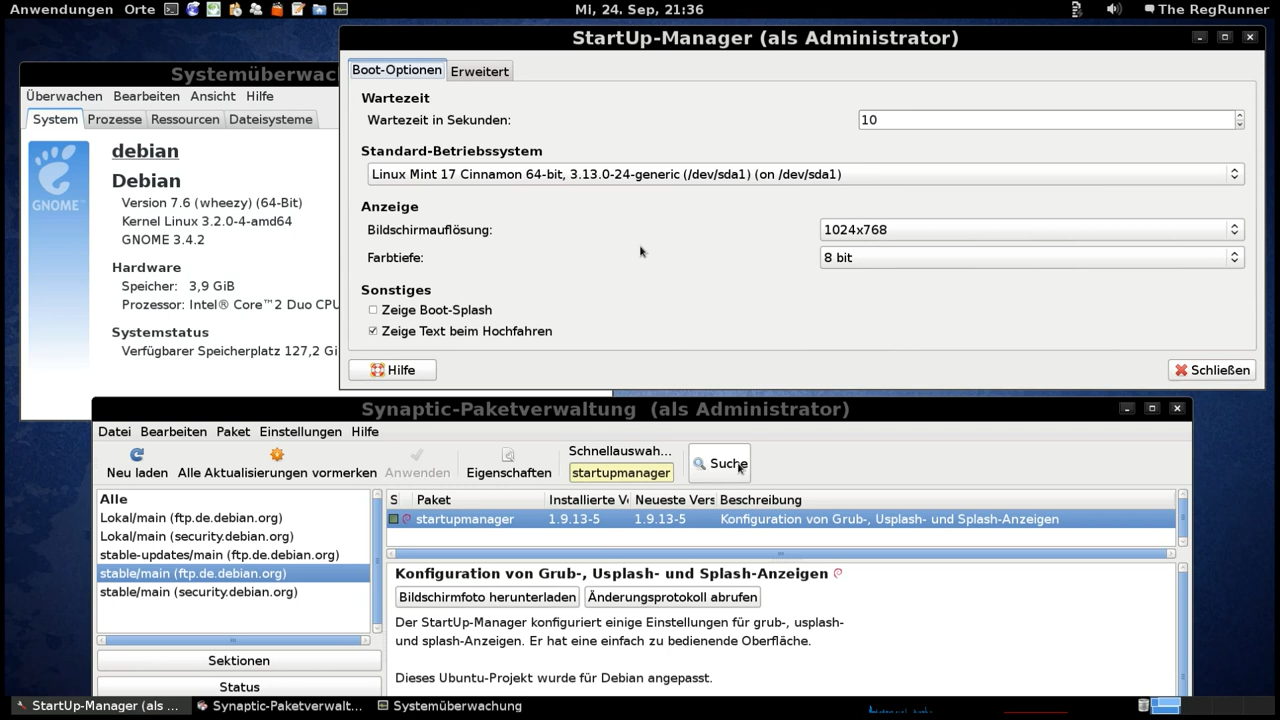 Anwendungen Orte Mi, 24. Sep, 21:36 The RegRunner
StartUp-Manager (als Administrator)
Boot-Optionen Erweitert
Wartezeit
Wartezeit in Sekunden: 10
Standard-Betriebssystem
Linux Mint 17 Cinnamon 64-bit, 3.13.0-24-generic (/dev/sda1) (on /dev/sda1)
Anzeige
Bildschirmauflösung: 1024x768
Farbtiefe: 8 bit
Sonstiges
Zeige Boot-Splash
Zeige Text beim Hochfahren
Hilfe Schließen
Systemüberwac
Überwachen Bearbeiten Ansicht Hilfe
System Prozesse Ressourcen Dateisysteme
GNOME
debian
Debian
Version 7.6 (wheezy) (64-Bit)
Kernel Linux 3.2.0-4-amd64
GNOME 3.4.2
Hardware
Speicher: 3,9 GiB
Prozessor: Intel® Core™2 Duo CPU
Systemstatus
Verfügbarer Speicherplatz 127,2 Gi
Synaptic-Paketverwaltung (als Administrator)
Datei Bearbeiten Paket Einstellungen Hilfe
Neu laden Alle Aktualisierungen vormerken Anwenden Eigenschaften
Schnellauswah...
startupmanager
Suche
Alle
Lokal/main (ftp.de.debian.org)
Lokal/main (security.debian.org)
stable-updates/main (ftp.de.debian.org)
stable/main (ftp.de.debian.org)
stable/main (security.debian.org)
Sektionen
Status
S Paket Installierte V Neueste Vers Beschreibung
startupmanager 1.9.13-5 1.9.13-5 Konfiguration von Grub-, Usplash- und Splash-Anzeigen
Konfiguration von Grub-, Usplash- und Splash-Anzeigen
Bildschirmfoto herunterladen Änderungsprotokoll abrufen
Der StartUp-Manager konfiguriert einige Einstellungen für grub-, usplash-
und splash-Anzeigen. Er hat eine einfach zu bedienende Oberfläche.
Dieses Ubuntu-Projekt wurde für Debian angepasst.
StartUp-Manager (als ... Synaptic-Paketverwalt... Systemüberwachung